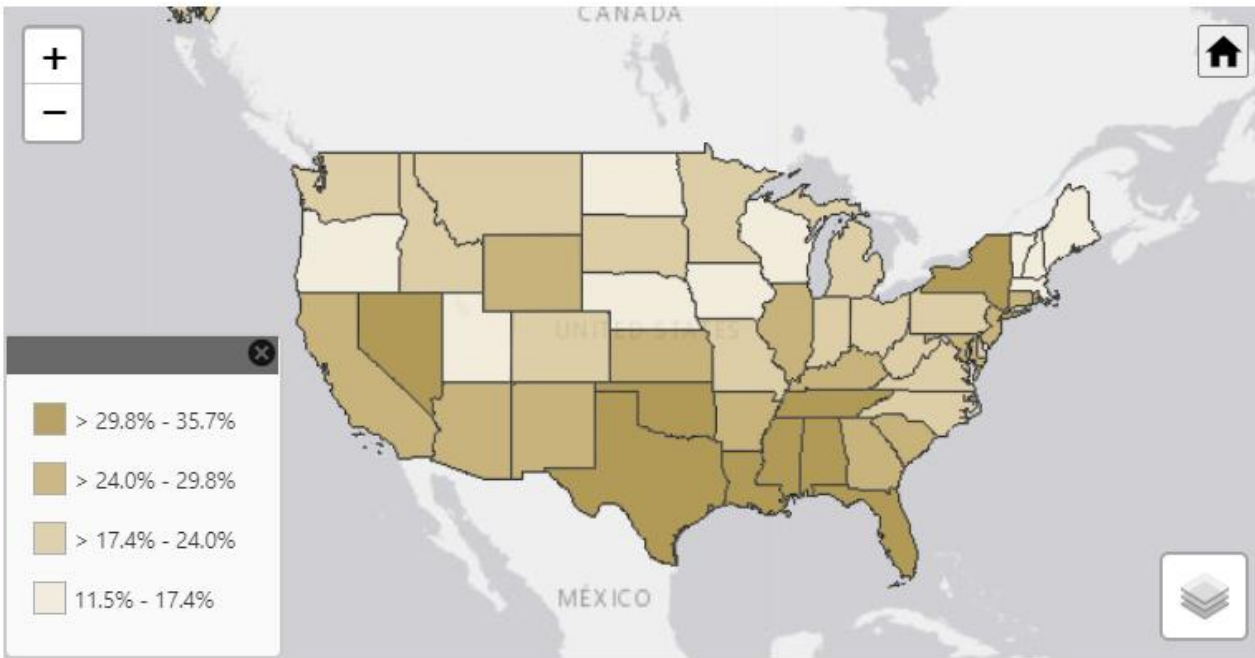 CANADA
+
−
UNITED STATES
> 29.8% - 35.7%
> 24.0% - 29.8%
> 17.4% - 24.0%
11.5% - 17.4%
MÉXICO